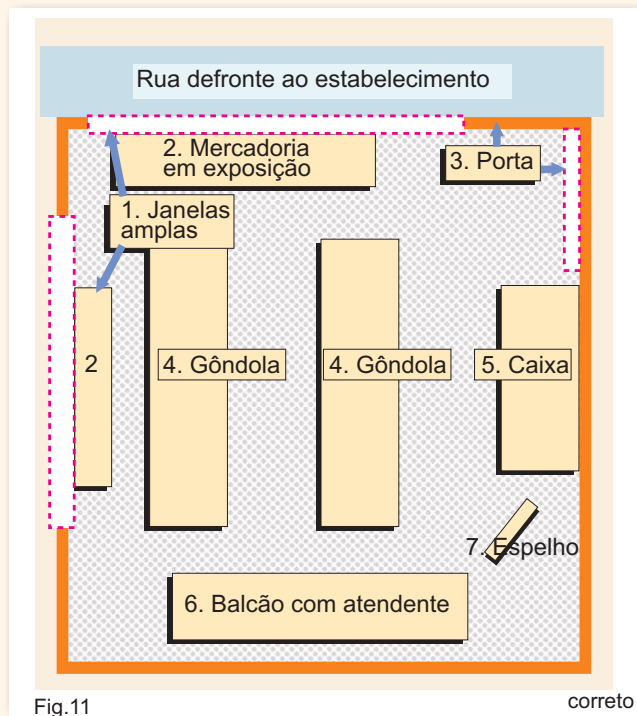 Rua defronte ao estabelecimento
2. Mercadoria
em exposição
3. Porta
1. Janelas
amplas
2
4. Gôndola
4. Gôndola
5. Caixa
7. Espelho
6. Balcão com atendente
Fig.11
correto